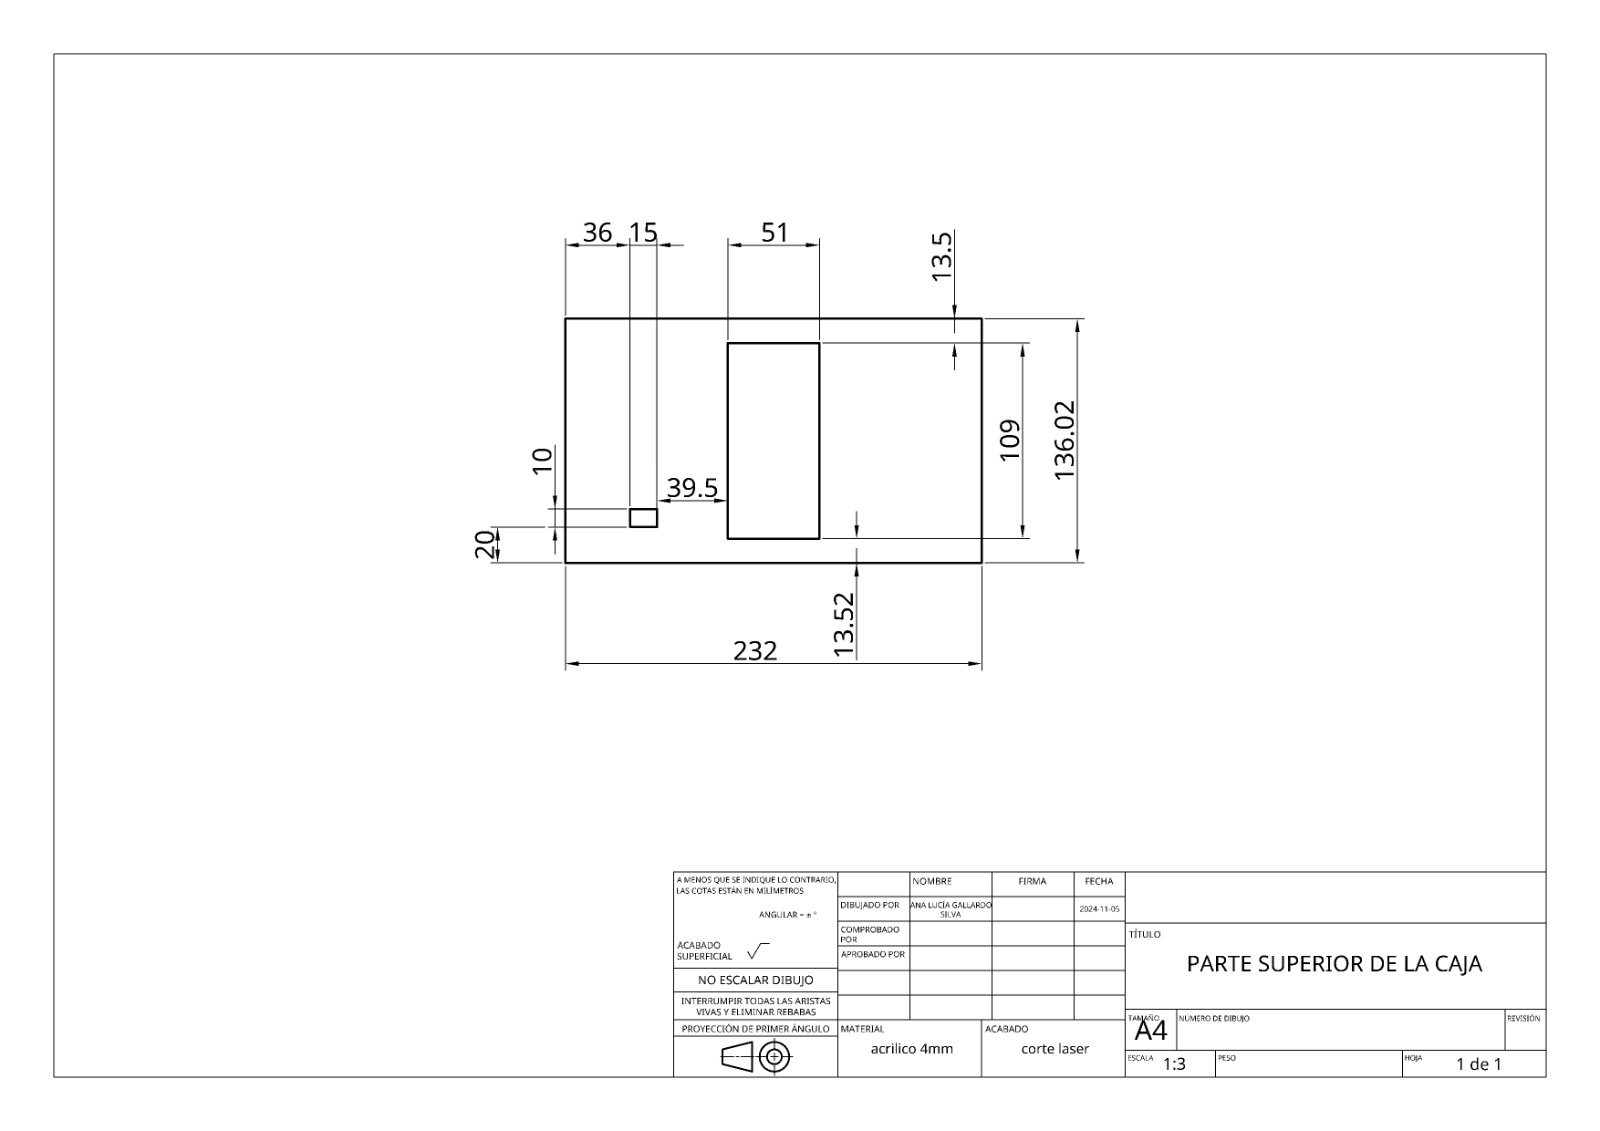 36 15 51
13.5
10
39.5
109
136.02
20
13.52
232
A MENOS QUE SE INDIQUE LO CONTRARIO,
LAS COTAS ESTÁN EN MILÍMETROS
ANGULAR = ± °
ACABADO
SUPERFICIAL
NO ESCALAR DIBUJO
INTERRUMPIR TODAS LAS ARISTAS
VIVAS Y ELIMINAR REBABAS
PROYECCIÓN DE PRIMER ÁNGULO
NOMBRE FIRMA FECHA
DIBUJADO POR ANA LUCÍA GALLARDO
SILVA 2024-11-05
COMPROBADO
POR
APROBADO POR
MATERIAL
acrilico 4mm
ACABADO
corte laser
TÍTULO
PARTE SUPERIOR DE LA CAJA
TAMAÑO
A4
NÚMERO DE DIBUJO
REVISIÓN
ESCALA 1:3
PESO
HOJA 1 de 1